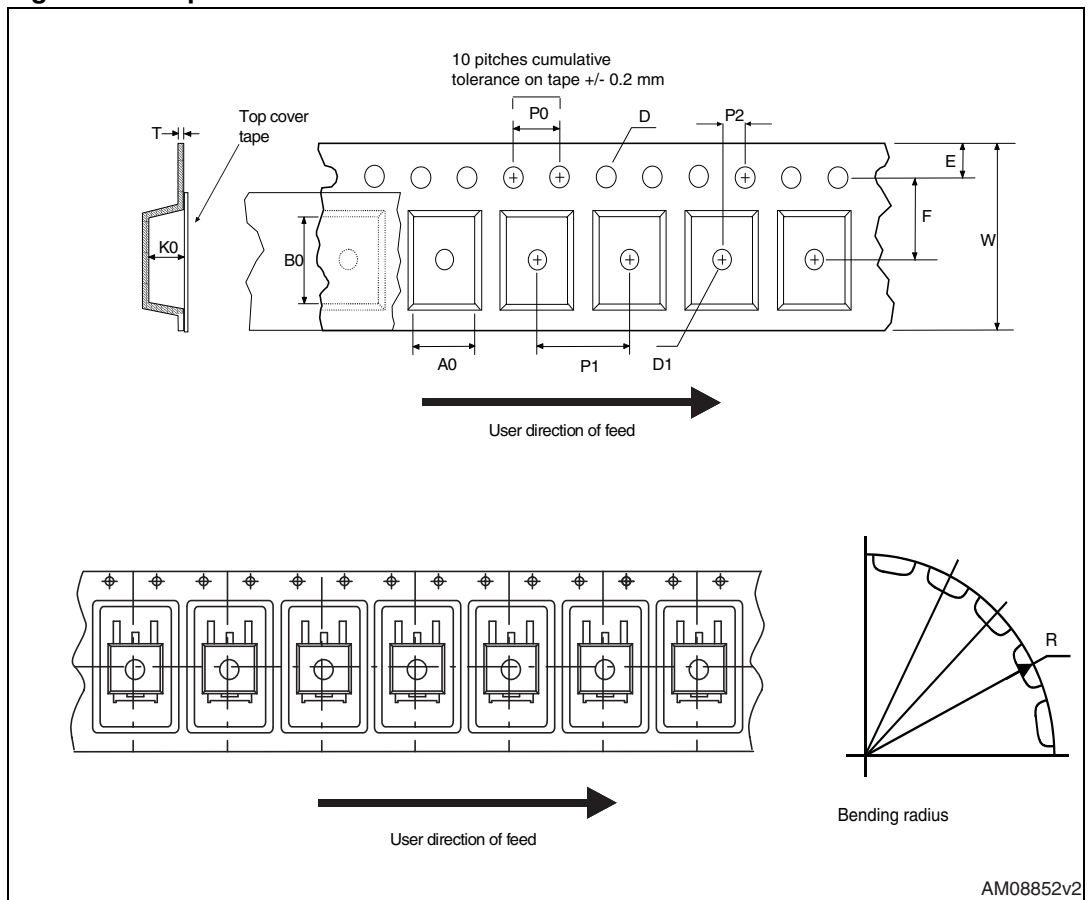 10 pitches cumulative
tolerance on tape +/- 0.2 mm
P0
D
P2
T
Top cover
tape
E
F
W
K0
B0
A0
P1
D1
User direction of feed
R
Bending radius
User direction of feed
AM08852v2